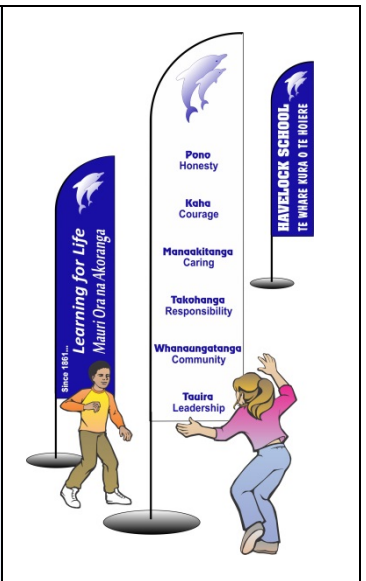 Since 1861...
Learning for Life
Mauri Ora na Akoranga
Pono
Honesty
Kaha
Courage
Manaakitanga
Caring
Takohanga
Responsibility
Whanaungatanga
Community
Tauira
Leadership
HAVELOCK SCHOOL
TE WHARE KURA O TE HOIERE